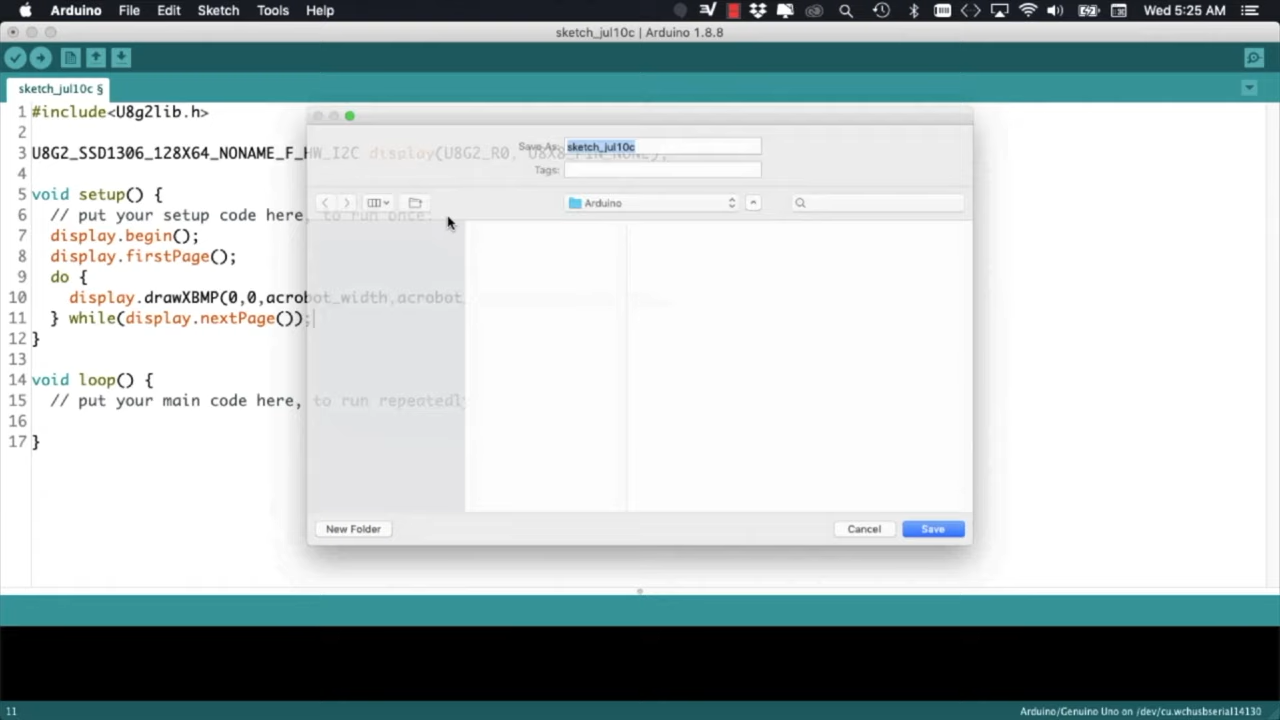 Arduino File Edit Sketch Tools Help Wed 5:25 AM
sketch_jul10c | Arduino 1.8.8
sketch_jul10c §
1 #include<U8g2lib.h>
2
3 U8G2_SSD1306_128X64_NONAME_F_HW_I2C display(U8G2_R0, U8X8_PIN_NONE);
4
5 void setup() {
6 // put your setup code here, to run once:
7 display.begin();
8 display.firstPage();
9 do {
10 display.drawXBMP(0,0,acrobot_width,acrobot_
11 } while(display.nextPage());
12 }
13
14 void loop() {
15 // put your main code here, to run repeatedly
16
17 }
Save As: sketch_jul10c
Tags:
Arduino
New Folder Cancel Save
11 Arduino/Genuino Uno on /dev/cu.wchusbserial14130